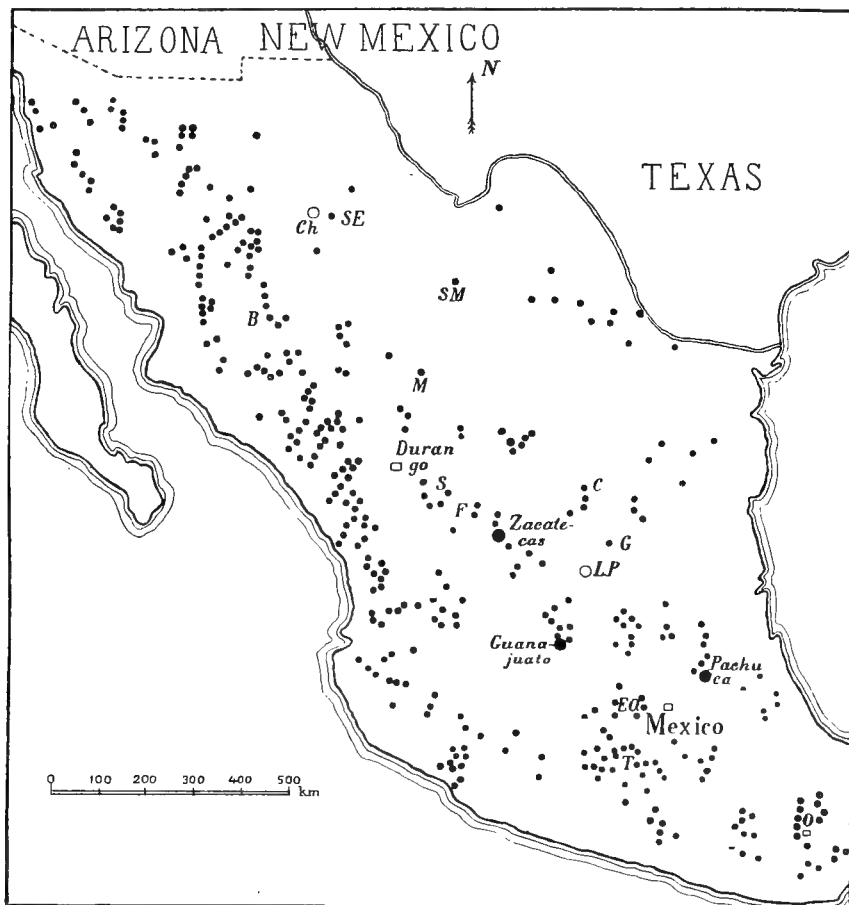 ARIZONA NEW MEXICO
N
TEXAS
Ch
SE
SM
B
M
Duran
go
S
F
C
Zacate-
cas
G
LP
Guana-
juato
Pachu
ca
EO
Mexico
T
0 100 200 300 400 500
km
O